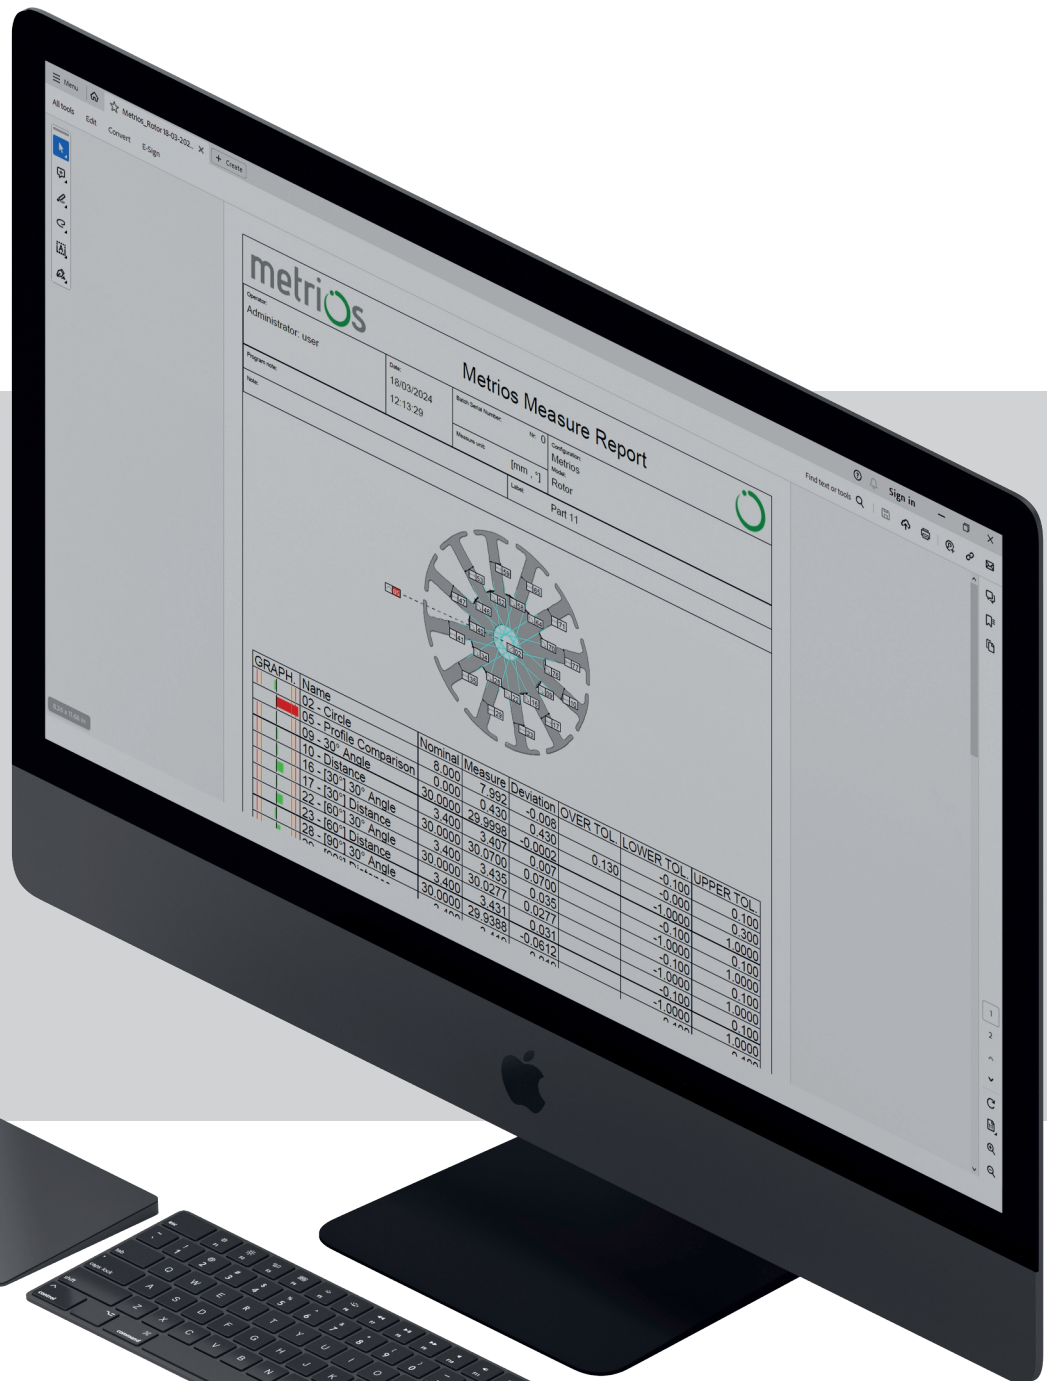 Menu
Metrios_Rotor 18-03-202...
+ Create
All tools Edit Convert E-Sign
Find text or tools
Sign in
metrios
Metrios Measure Report
Operator:
Administrator: user
Date:
18/03/2024
12:13:29
Batch Serial Number:
Nr: 0
Measure unit:
[mm , °]
Configuration:
Metrios
Model:
Rotor
Program note:
Note:
Label:
Part 11
GRAPH. Name Nominal Measure Deviation OVER TOL. LOWER TOL. UPPER TOL.
02 - Circle 8.000 7.992 -0.008 -0.100 0.100
05 - Profile Comparison 0.000 0.430 0.430 0.130 -0.000 0.300
09 - 30° Angle 30.0000 29.9998 -0.0002 -1.0000 1.0000
10 - Distance 3.400 3.407 0.007 -0.100 0.100
16 - [30°] 30° Angle 30.0000 30.0700 0.0700 -1.0000 1.0000
17 - [30°] Distance 3.400 3.435 0.035 -0.100 0.100
22 - [60°] 30° Angle 30.0000 30.0277 0.0277 -1.0000 1.0000
23 - [60°] Distance 3.400 3.431 0.031 -0.100 0.100
28 - [90°] 30° Angle 30.0000 29.9388 -0.0612 -1.0000 1.0000
1
2
esc
tab
caps lock
shift
control
command